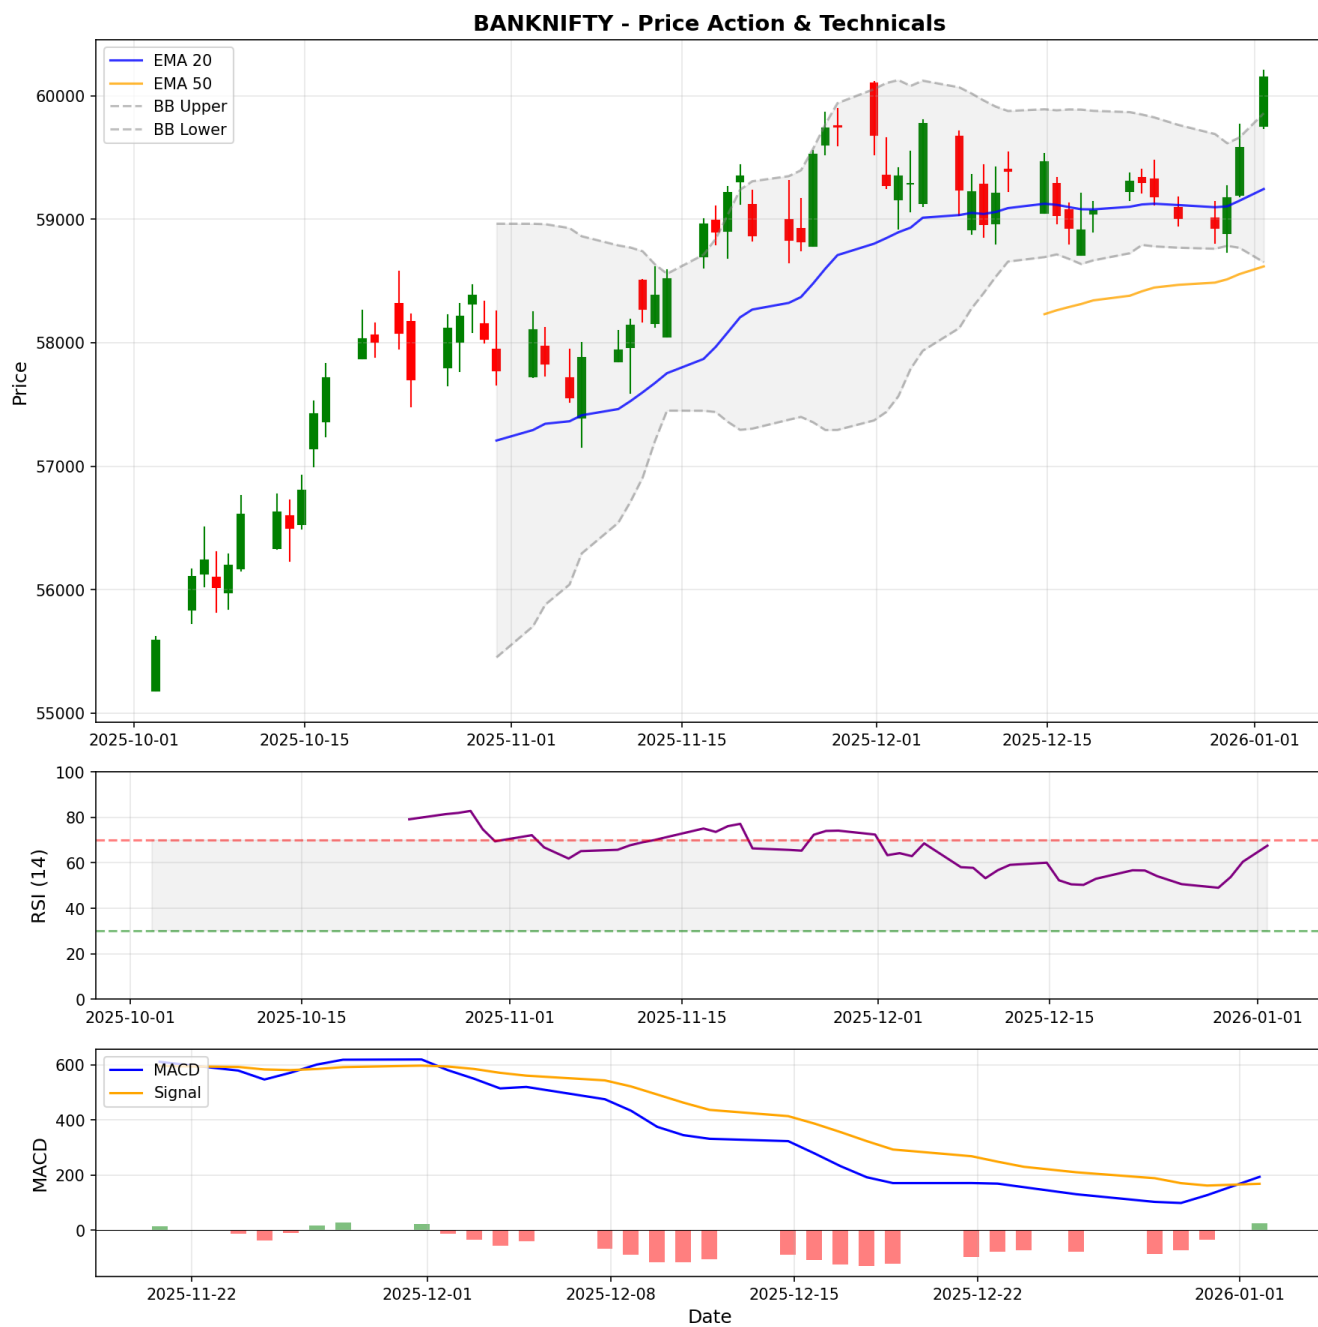 BANKNIFTY - Price Action & Technicals
EMA 20
EMA 50
BB Upper
BB Lower
60000
59000
58000
57000
56000
55000
Price
2025-10-01 2025-10-15 2025-11-01 2025-11-15 2025-12-01 2025-12-15 2026-01-01
100
80
60
40
20
0
RSI (14)
2025-10-01 2025-10-15 2025-11-01 2025-11-15 2025-12-01 2025-12-15 2026-01-01
MACD
Signal
600
400
200
0
MACD
2025-11-22 2025-12-01 2025-12-08 2025-12-15 2025-12-22 2026-01-01
Date